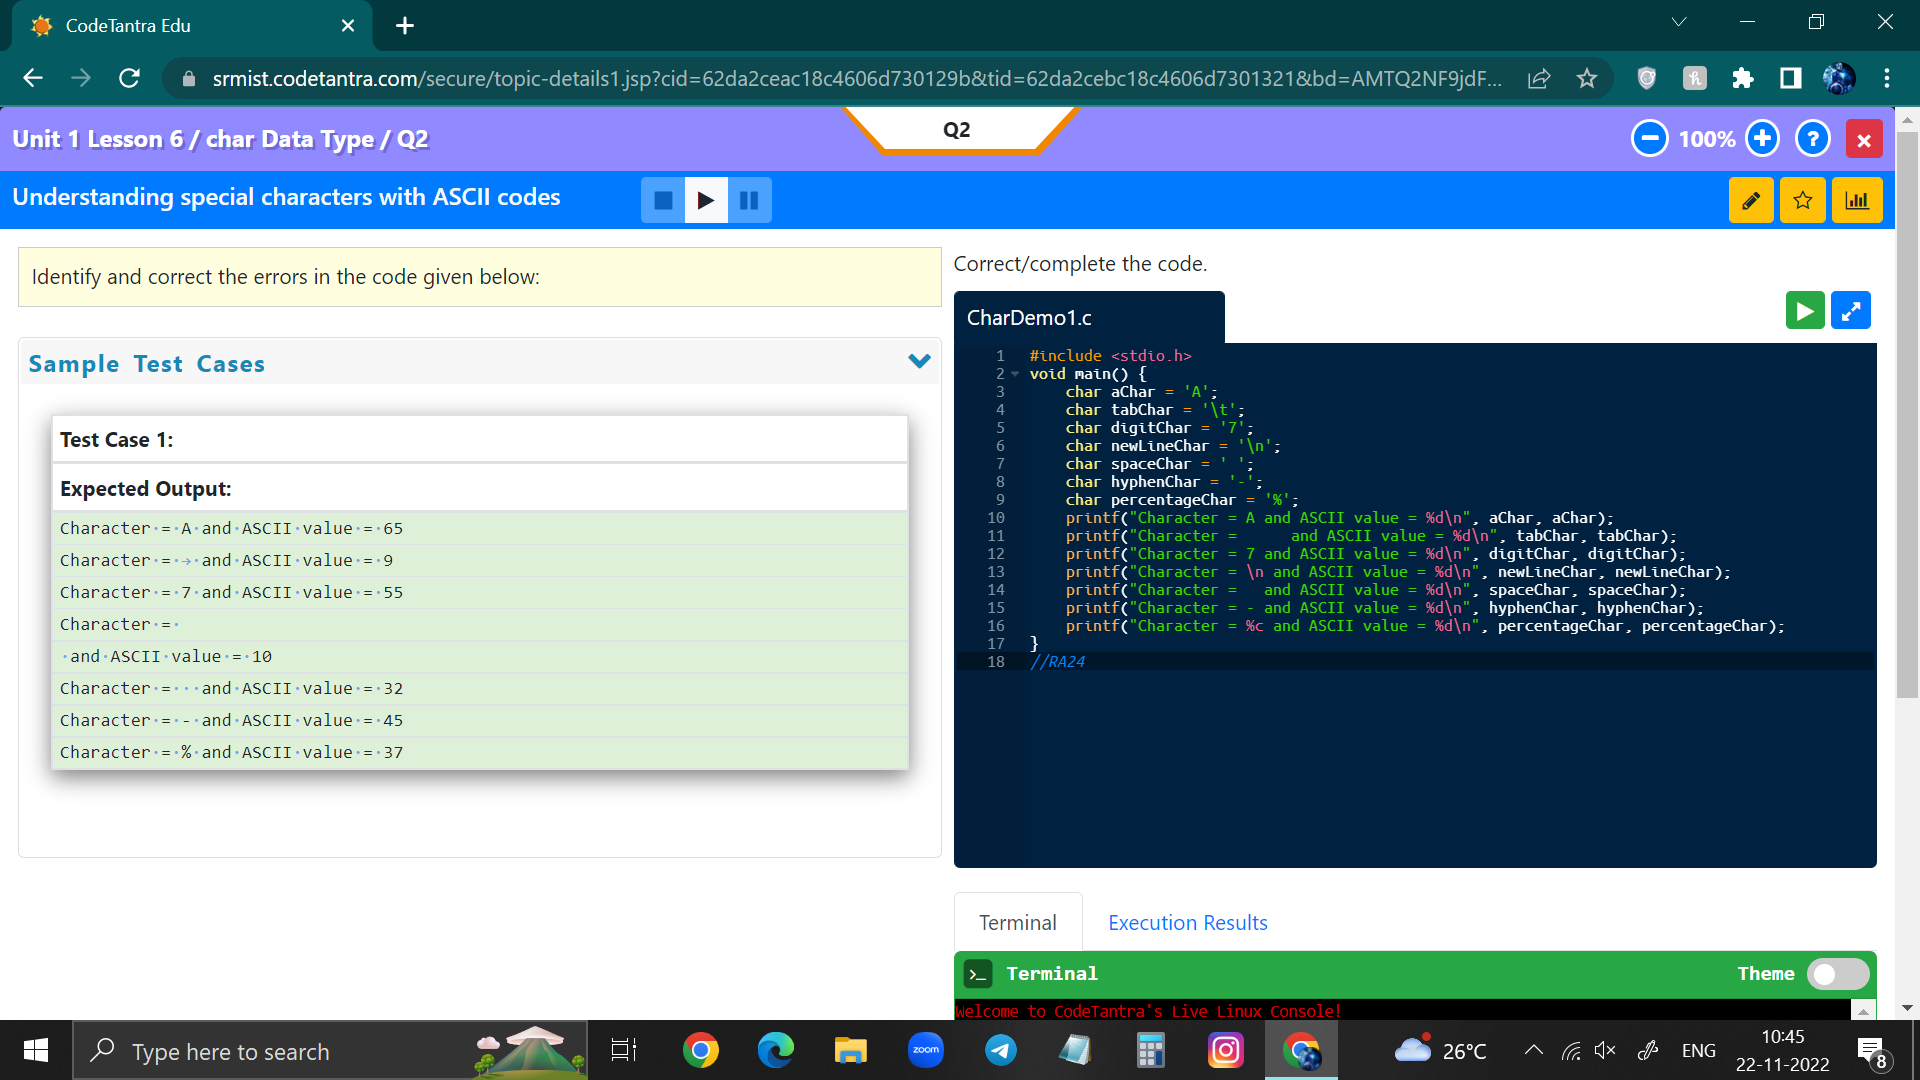 CodeTantra Edu
srmist.codetantra.com/secure/topic-details1.jsp?cid=62da2ceac18c4606d730129b&tid=62da2cebc18c4606d7301321&bd=AMTQ2NF9jdF...
Unit 1 Lesson 6 / char Data Type / Q2
Q2
100%
Understanding special characters with ASCII codes
Identify and correct the errors in the code given below:
Sample Test Cases
Test Case 1:
Expected Output:
Character·=·A·and·ASCII·value·=·65
Character·=·→·and·ASCII·value·=·9
Character·=·7·and·ASCII·value·=·55
Character·=·
·and·ASCII·value·=·10
Character·=···and·ASCII·value·=·32
Character·=·-·and·ASCII·value·=·45
Character·=·%·and·ASCII·value·=·37
Correct/complete the code.
CharDemo1.c
1 #include <stdio.h>
2 void main() {
3 char aChar = 'A';
4 char tabChar = '\t';
5 char digitChar = '7';
6 char newLineChar = '\n';
7 char spaceChar = ' ';
8 char hyphenChar = '-';
9 char percentageChar = '%';
10 printf("Character = A and ASCII value = %d\n", aChar, aChar);
11 printf("Character =      and ASCII value = %d\n", tabChar, tabChar);
12 printf("Character = 7 and ASCII value = %d\n", digitChar, digitChar);
13 printf("Character = \n and ASCII value = %d\n", newLineChar, newLineChar);
14 printf("Character =   and ASCII value = %d\n", spaceChar, spaceChar);
15 printf("Character = - and ASCII value = %d\n", hyphenChar, hyphenChar);
16 printf("Character = %c and ASCII value = %d\n", percentageChar, percentageChar);
17 }
18 //RA24
Terminal
Execution Results
Terminal
Theme
Welcome to CodeTantra's Live Linux Console!
Type here to search
zoom
26°C
ENG
10:45
22-11-2022
8